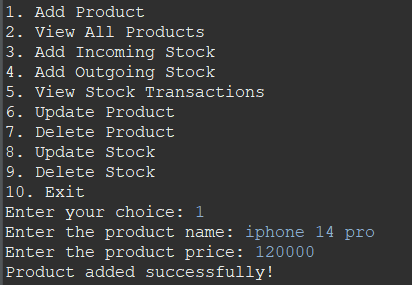 1. Add Product
2. View All Products
3. Add Incoming Stock
4. Add Outgoing Stock
5. View Stock Transactions
6. Update Product
7. Delete Product
8. Update Stock
9. Delete Stock
10. Exit
Enter your choice: 1
Enter the product name: iphone 14 pro
Enter the product price: 120000
Product added successfully!